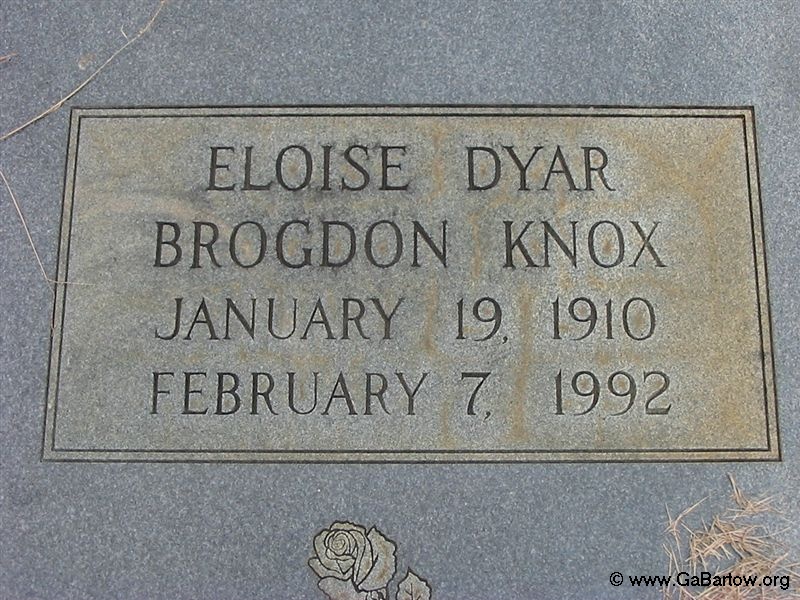 ELOISE DYAR
BROGDON KNOX
JANUARY 19, 1910
FEBRUARY 7, 1992
© www.GaBartow.org